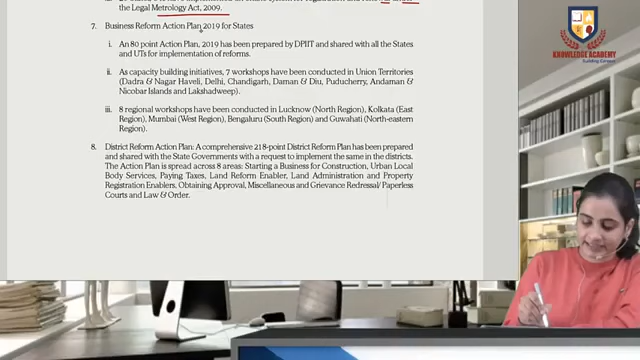 the Legal Metrology Act, 2009.
7. Business Reform Action Plan 2019 for States
i. An 80 point Action Plan, 2019 has been prepared by DPIIT and shared with all the States
and UTs for implementation of reforms.
ii. As capacity building initiatives, 7 workshops have been conducted in Union Territories
(Dadra & Nagar Haveli, Delhi, Chandigarh, Daman & Diu, Puducherry, Andaman &
Nicobar Islands and Lakshadweep).
iii. 8 regional workshops have been conducted in Lucknow (North Region), Kolkata (East
Region), Mumbai (West Region), Bengaluru (South Region) and Guwahati (North-eastern
Region).
8. District Reform Action Plan: A comprehensive 218-point District Reform Plan has been prepared
and shared with the State Governments with a request to implement the same in the districts.
The Action Plan is spread across 8 areas: Starting a Business for Construction, Urban Local
Body Services, Paying Taxes, Land Reform Enabler, Land Administration and Property
Registration Enablers, Obtaining Approval, Miscellaneous and Grievance Redressal/ Paperless
Courts and Law & Order.
KNOWLEDGE ACADEMY